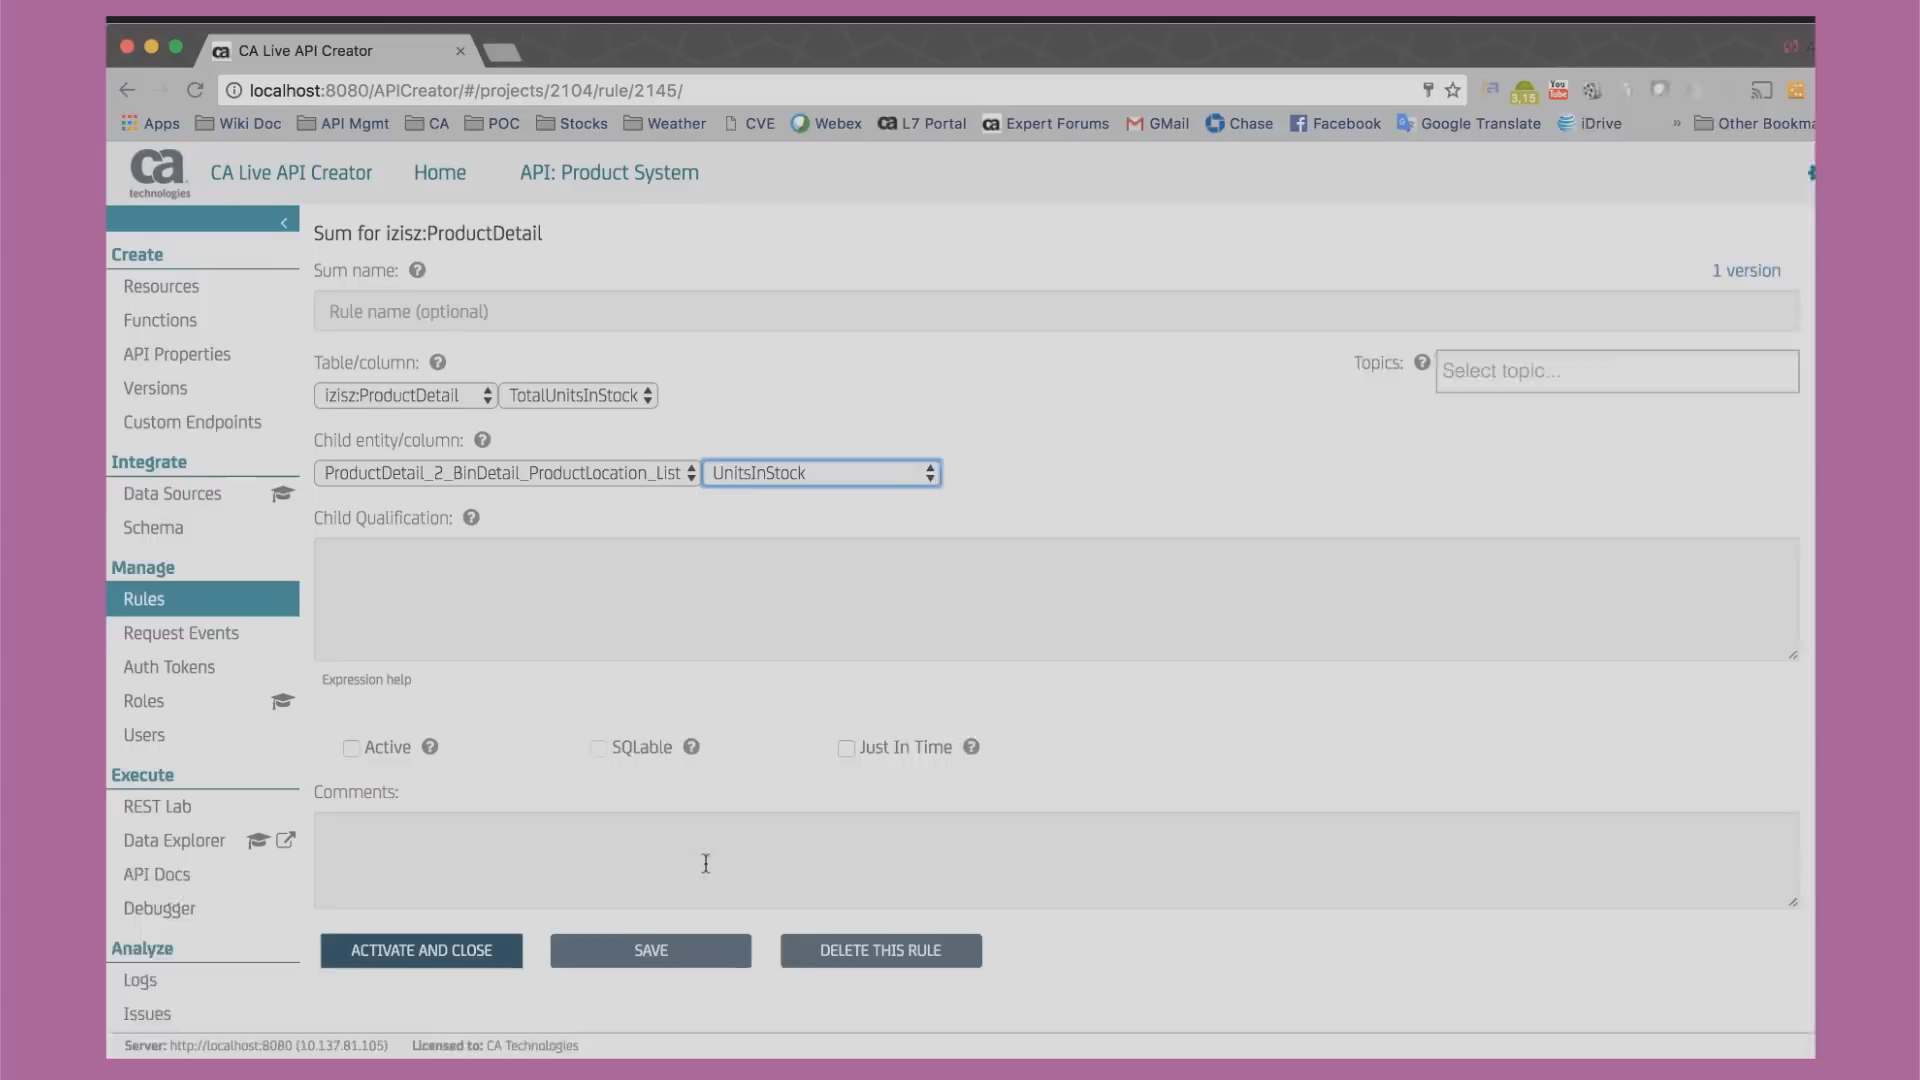 ca CA Live API Creator ×
localhost:8080/APICreator/#/projects/2104/rule/2145/
3,15
You Tube
Apps Wiki Doc API Mgmt CA POC Stocks Weather CVE Webex L7 Portal Expert Forums GMail Chase Facebook Google Translate iDrive » Other Bookma
ca technologies
CA Live API Creator Home API: Product System
Create
Resources
Functions
API Properties
Versions
Custom Endpoints
Integrate
Data Sources
Schema
Manage
Rules
Request Events
Auth Tokens
Roles
Users
Execute
REST Lab
Data Explorer
API Docs
Debugger
Analyze
Logs
Issues
Sum for izisz:ProductDetail
Sum name: ?
1 version
Rule name (optional)
Table/column: ?
Topics: ? Select topic...
izisz:ProductDetail TotalUnitsInStock
Child entity/column: ?
ProductDetail_2_BinDetail_ProductLocation_List UnitsInStock
Child Qualification: ?
Expression help
Active ? SQLable ? Just In Time ?
Comments:
ACTIVATE AND CLOSE SAVE DELETE THIS RULE
Server: http://localhost:8080 (10.137.81.105) Licensed to: CA Technologies